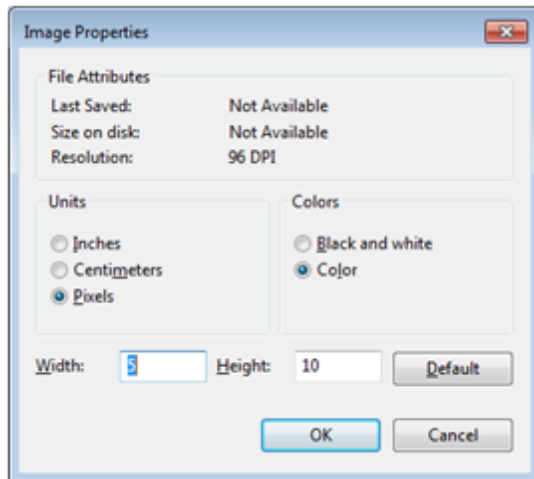 Image Properties
File Attributes
Last Saved: Not Available
Size on disk: Not Available
Resolution: 96 DPI
Units Colors
Inches Black and white
Centimeters Color
Pixels
Width: 5 Height: 10 Default
OK Cancel